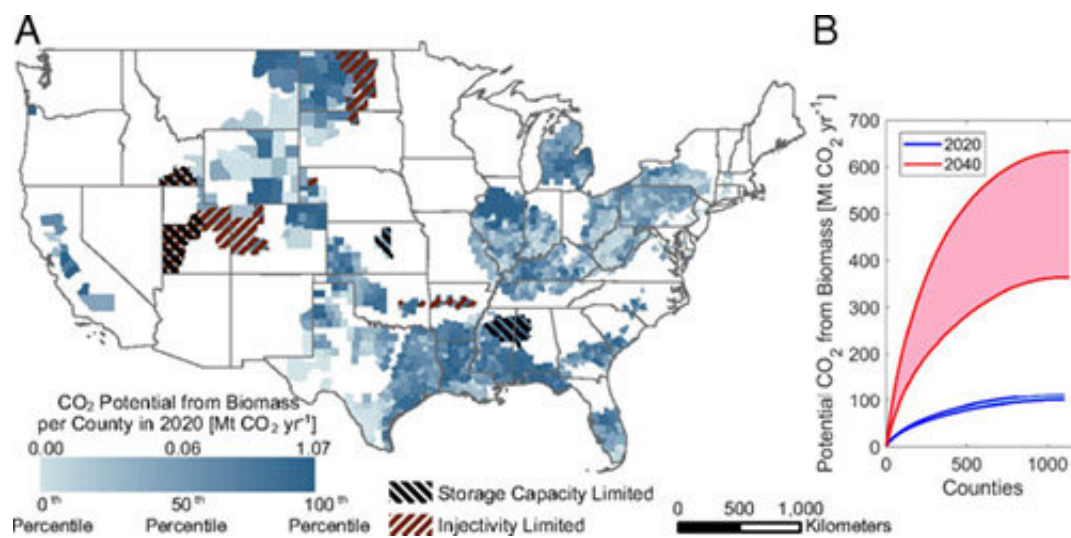 A
CO₂ Potential from Biomass
per County in 2020 [Mt CO₂ yr⁻¹]
0.00 0.06 1.07
0ᵗʰ 50ᵗʰ 100ᵗʰ
Percentile Percentile Percentile
Storage Capacity Limited
Injectivity Limited
0 500 1,000
Kilometers
B
Potential CO₂ from Biomass [Mt CO₂ yr⁻¹]
700
600
500
400
300
200
100
0
2020
2040
0 500 1000
Counties